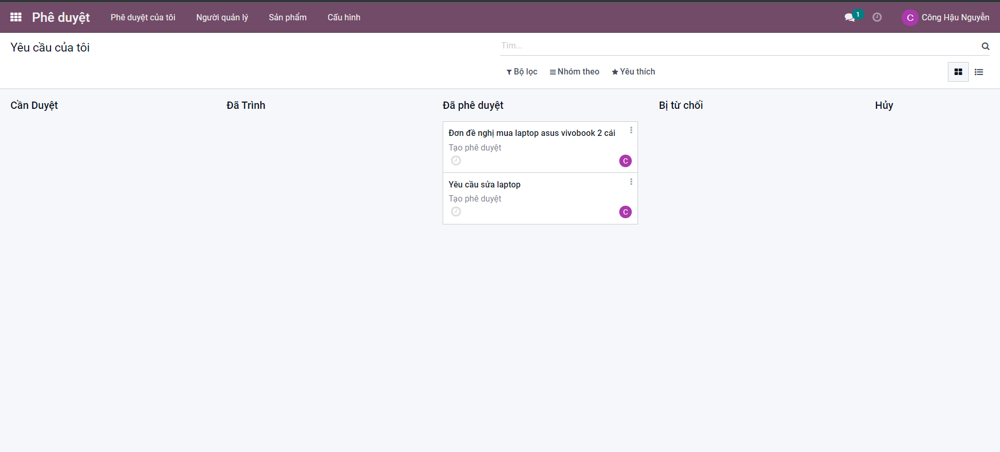 Phê duyệt
Phê duyệt của tôi
Người quản lý
Sản phẩm
Cấu hình
1
C
Công Hậu Nguyễn
Yêu cầu của tôi
Tìm...
Bộ lọc
Nhóm theo
Yêu thích
Cần Duyệt
Đã Trình
Đã phê duyệt
Bị từ chối
Hủy
Đơn đề nghị mua laptop asus vivobook 2 cái
Tạo phê duyệt
C
Yêu cầu sửa laptop
Tạo phê duyệt
C